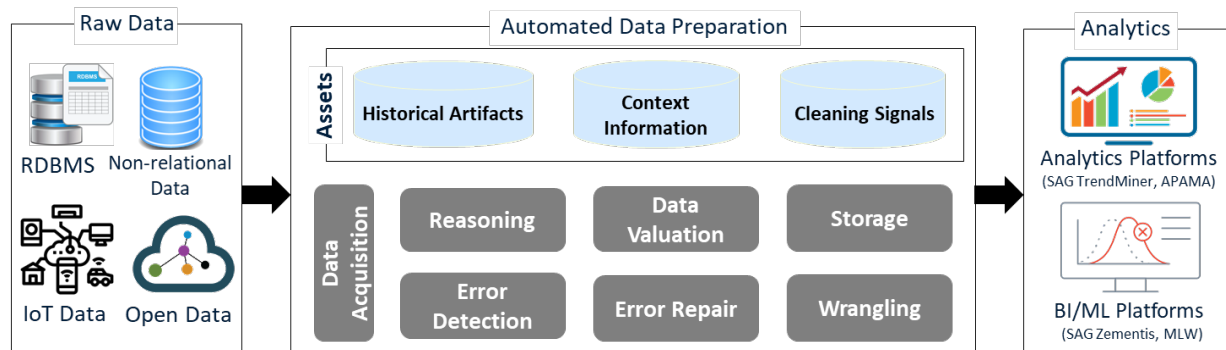 Raw Data
RDBMS
RDBMS
Non-relational
Data
IoT Data
Open Data
Automated Data Preparation
Assets
Historical Artifacts
Context
Information
Cleaning Signals
Data
Acquisition
Reasoning
Data
Valuation
Storage
Error
Detection
Error Repair
Wrangling
Analytics
Analytics Platforms
(SAG TrendMiner, APAMA)
BI/ML Platforms
(SAG Zementis, MLW)